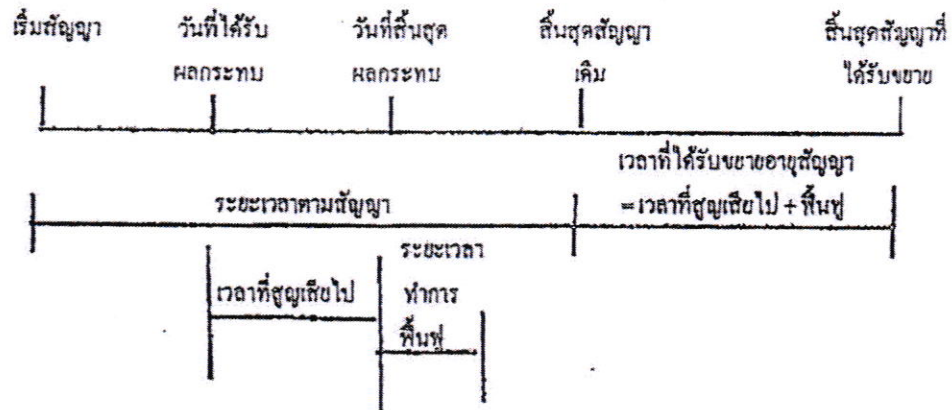 เริ่มสัญญา วันที่ได้รับ วันที่สิ้นสุด สิ้นสุดสัญญา สิ้นสุดสัญญาที่
ผลกระทบ ผลกระทบ เดิม ได้รับขยาย
เวลาที่ได้รับขยายอายุสัญญา
ระยะเวลาตามสัญญา =เวลาที่สูญเสียไป + ฟื้นฟู
ระยะเวลา
เวลาที่สูญเสียไป ทำการ
ฟื้นฟู